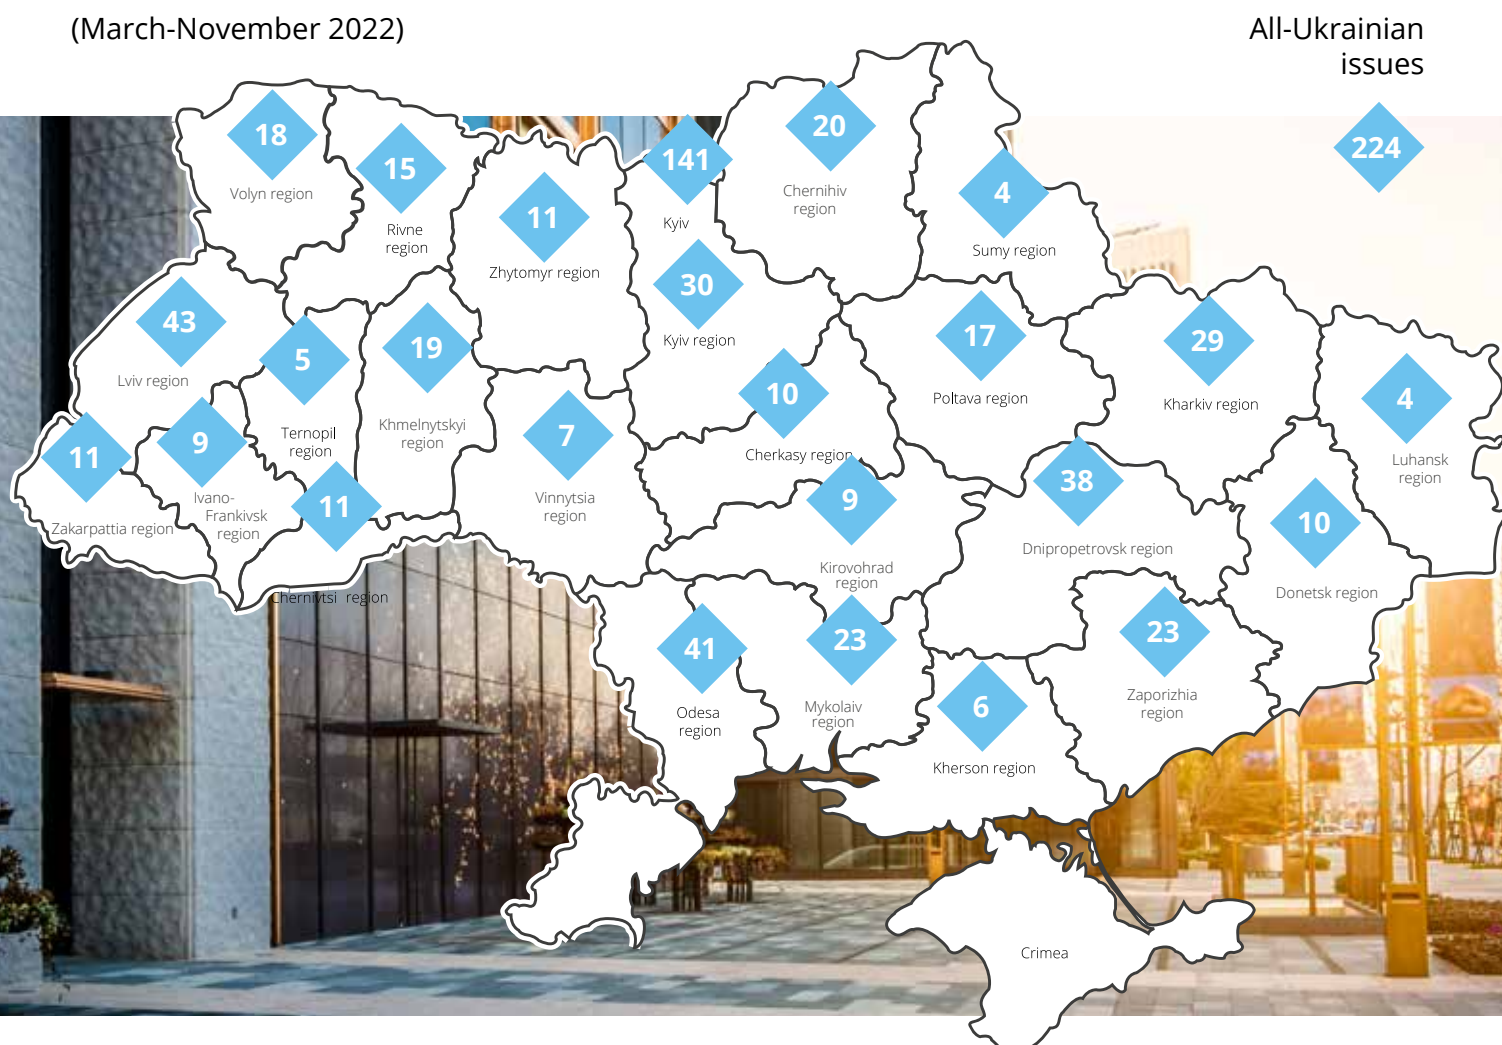 (March-November 2022)
All-Ukrainian
issues
224
18
Volyn region
15
Rivne
region
11
Zhytomyr region
141
Kyiv
30
Kyiv region
20
Chernihiv
region
4
Sumy region
43
Lviv region
5
Ternopil
region
19
Khmelnytskyi
region
7
Vinnytsia
region
10
Cherkasy region
17
Poltava region
29
Kharkiv region
4
Luhansk
region
11
Zakarpattia region
9
Ivano-
Frankivsk
region
11
Chernivtsi region
9
Kirovohrad
region
38
Dnipropetrovsk region
10
Donetsk region
41
Odesa
region
23
Mykolaiv
region
6
Kherson region
23
Zaporizhia
region
Crimea